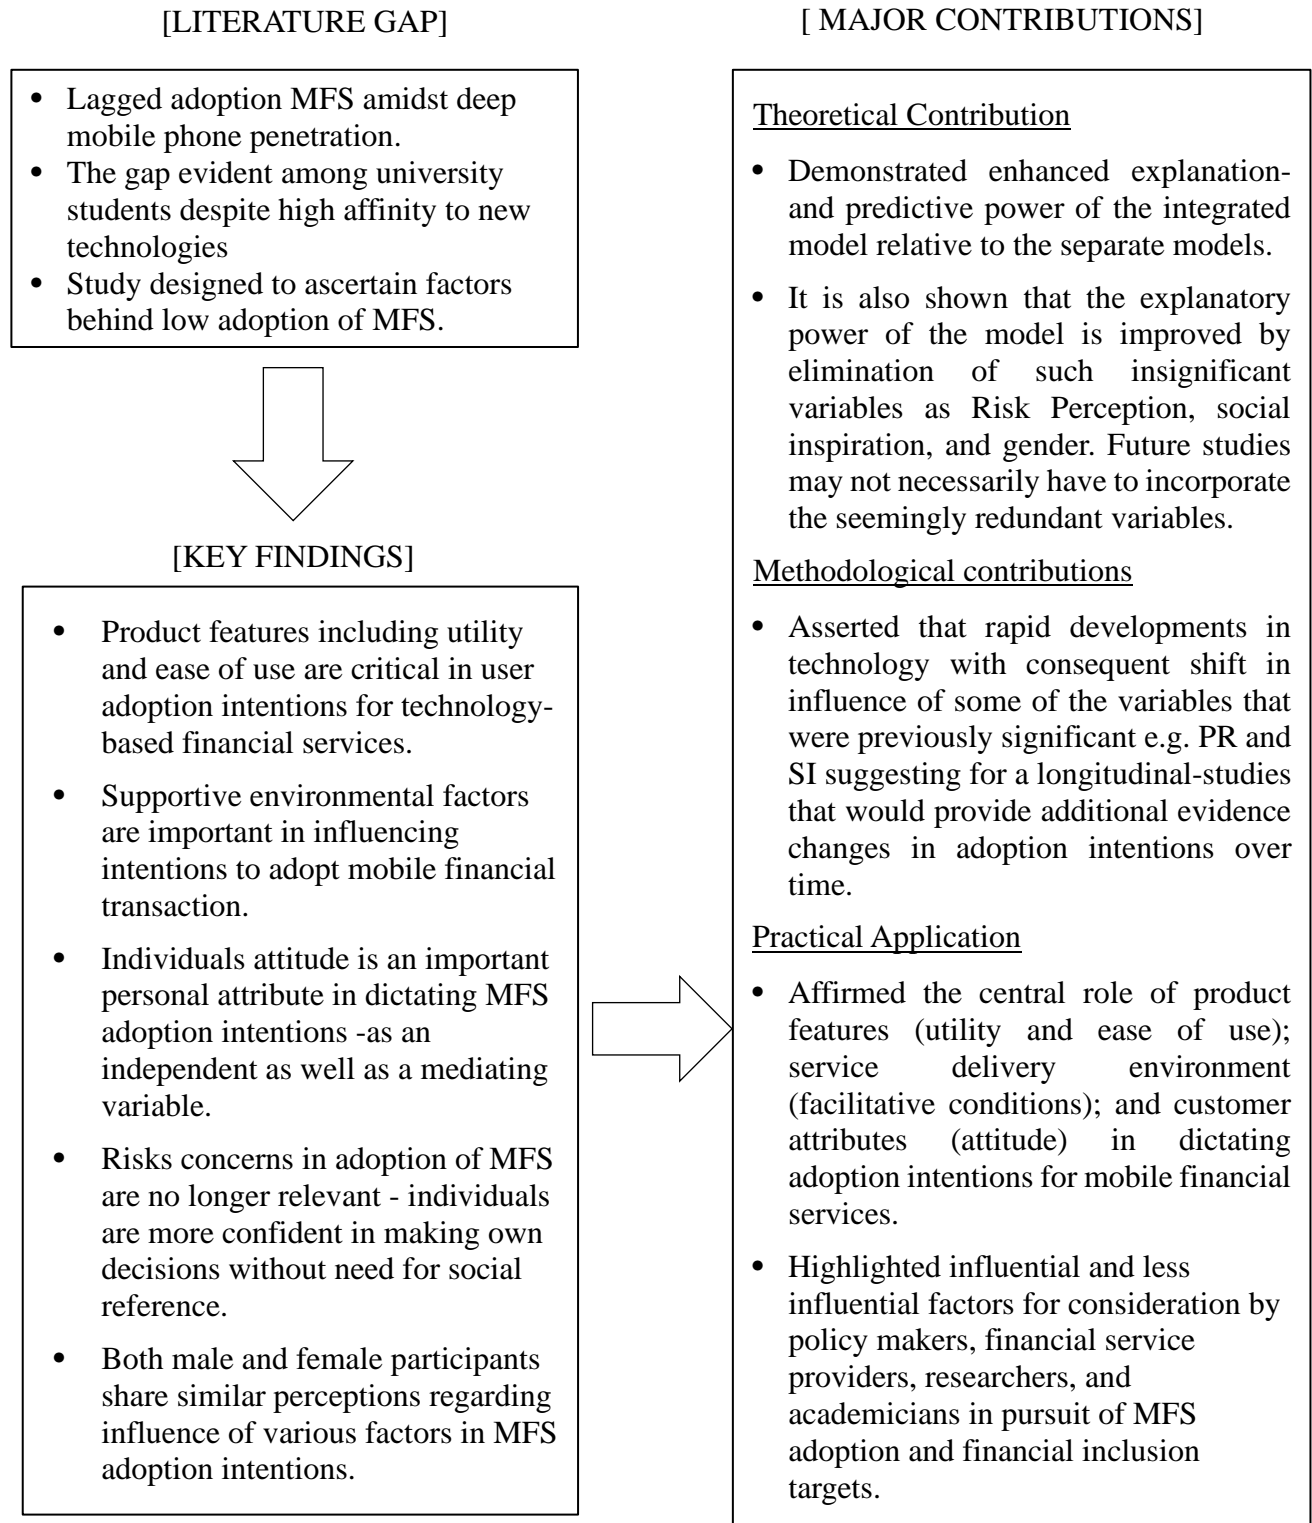 [LITERATURE GAP]
• Lagged adoption MFS amidst deep
mobile phone penetration.
• The gap evident among university
students despite high affinity to new
technologies
• Study designed to ascertain factors
behind low adoption of MFS.
[KEY FINDINGS]
• Product features including utility
and ease of use are critical in user
adoption intentions for technology-
based financial services.
• Supportive environmental factors
are important in influencing
intentions to adopt mobile financial
transaction.
• Individuals attitude is an important
personal attribute in dictating MFS
adoption intentions -as an
independent as well as a mediating
variable.
• Risks concerns in adoption of MFS
are no longer relevant - individuals
are more confident in making own
decisions without need for social
reference.
• Both male and female participants
share similar perceptions regarding
influence of various factors in MFS
adoption intentions.
[ MAJOR CONTRIBUTIONS]
Theoretical Contribution
• Demonstrated enhanced explanation-
and predictive power of the integrated
model relative to the separate models.
• It is also shown that the explanatory
power of the model is improved by
elimination of such insignificant
variables as Risk Perception, social
inspiration, and gender. Future studies
may not necessarily have to incorporate
the seemingly redundant variables.
Methodological contributions
• Asserted that rapid developments in
technology with consequent shift in
influence of some of the variables that
were previously significant e.g. PR and
SI suggesting for a longitudinal-studies
that would provide additional evidence
changes in adoption intentions over
time.
Practical Application
• Affirmed the central role of product
features (utility and ease of use);
service delivery environment
(facilitative conditions); and customer
attributes (attitude) in dictating
adoption intentions for mobile financial
services.
• Highlighted influential and less
influential factors for consideration by
policy makers, financial service
providers, researchers, and
academicians in pursuit of MFS
adoption and financial inclusion
targets.